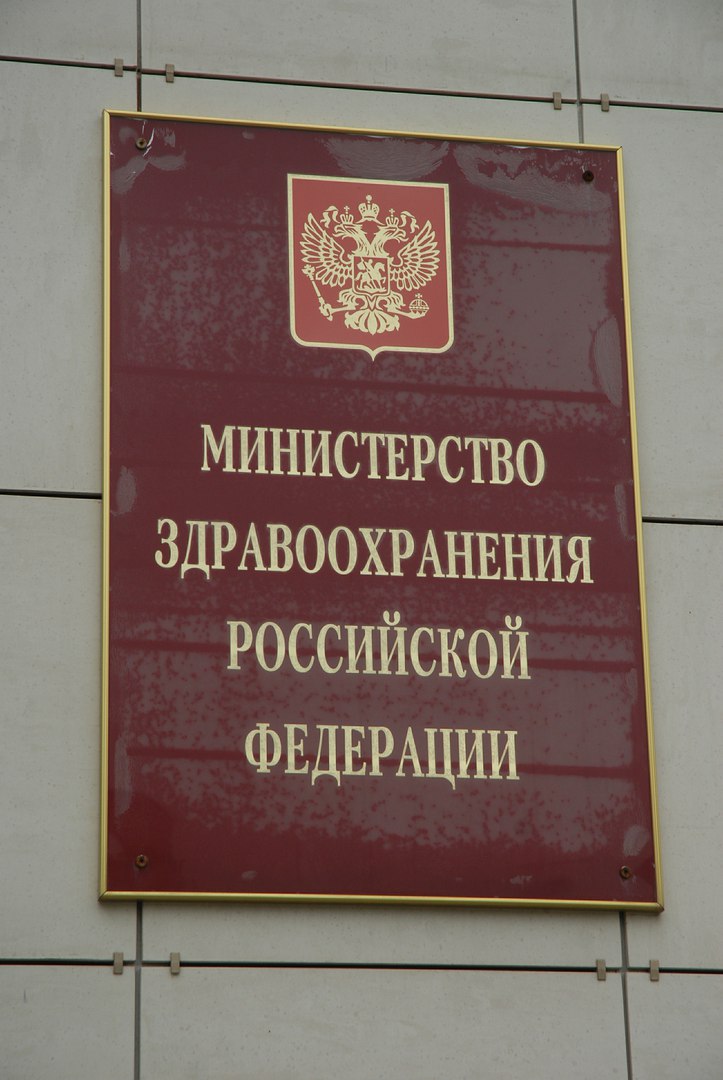 МИНИСТЕРСТВО
ЗДРАВООХРАНЕНИЯ
РОССИЙСКОЙ
ФЕДЕРАЦИИ